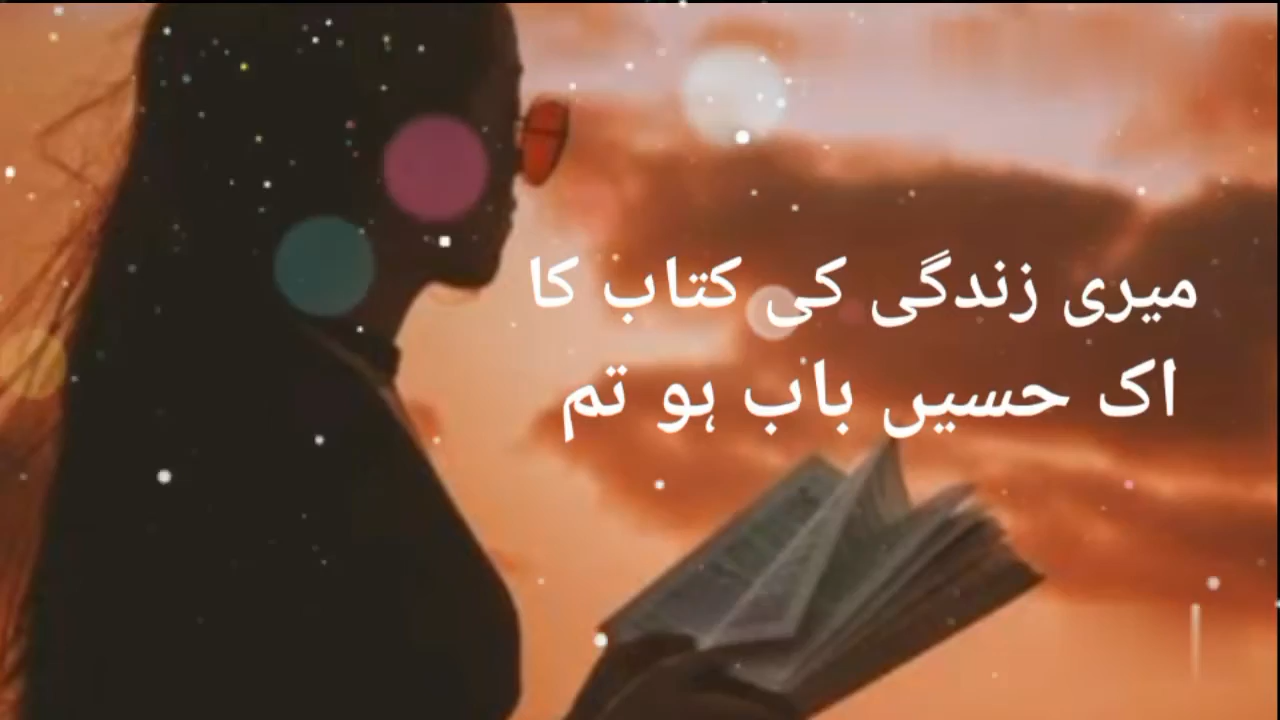 میری زندگی کی کتاب کا
اک حسیں باب ہو تم